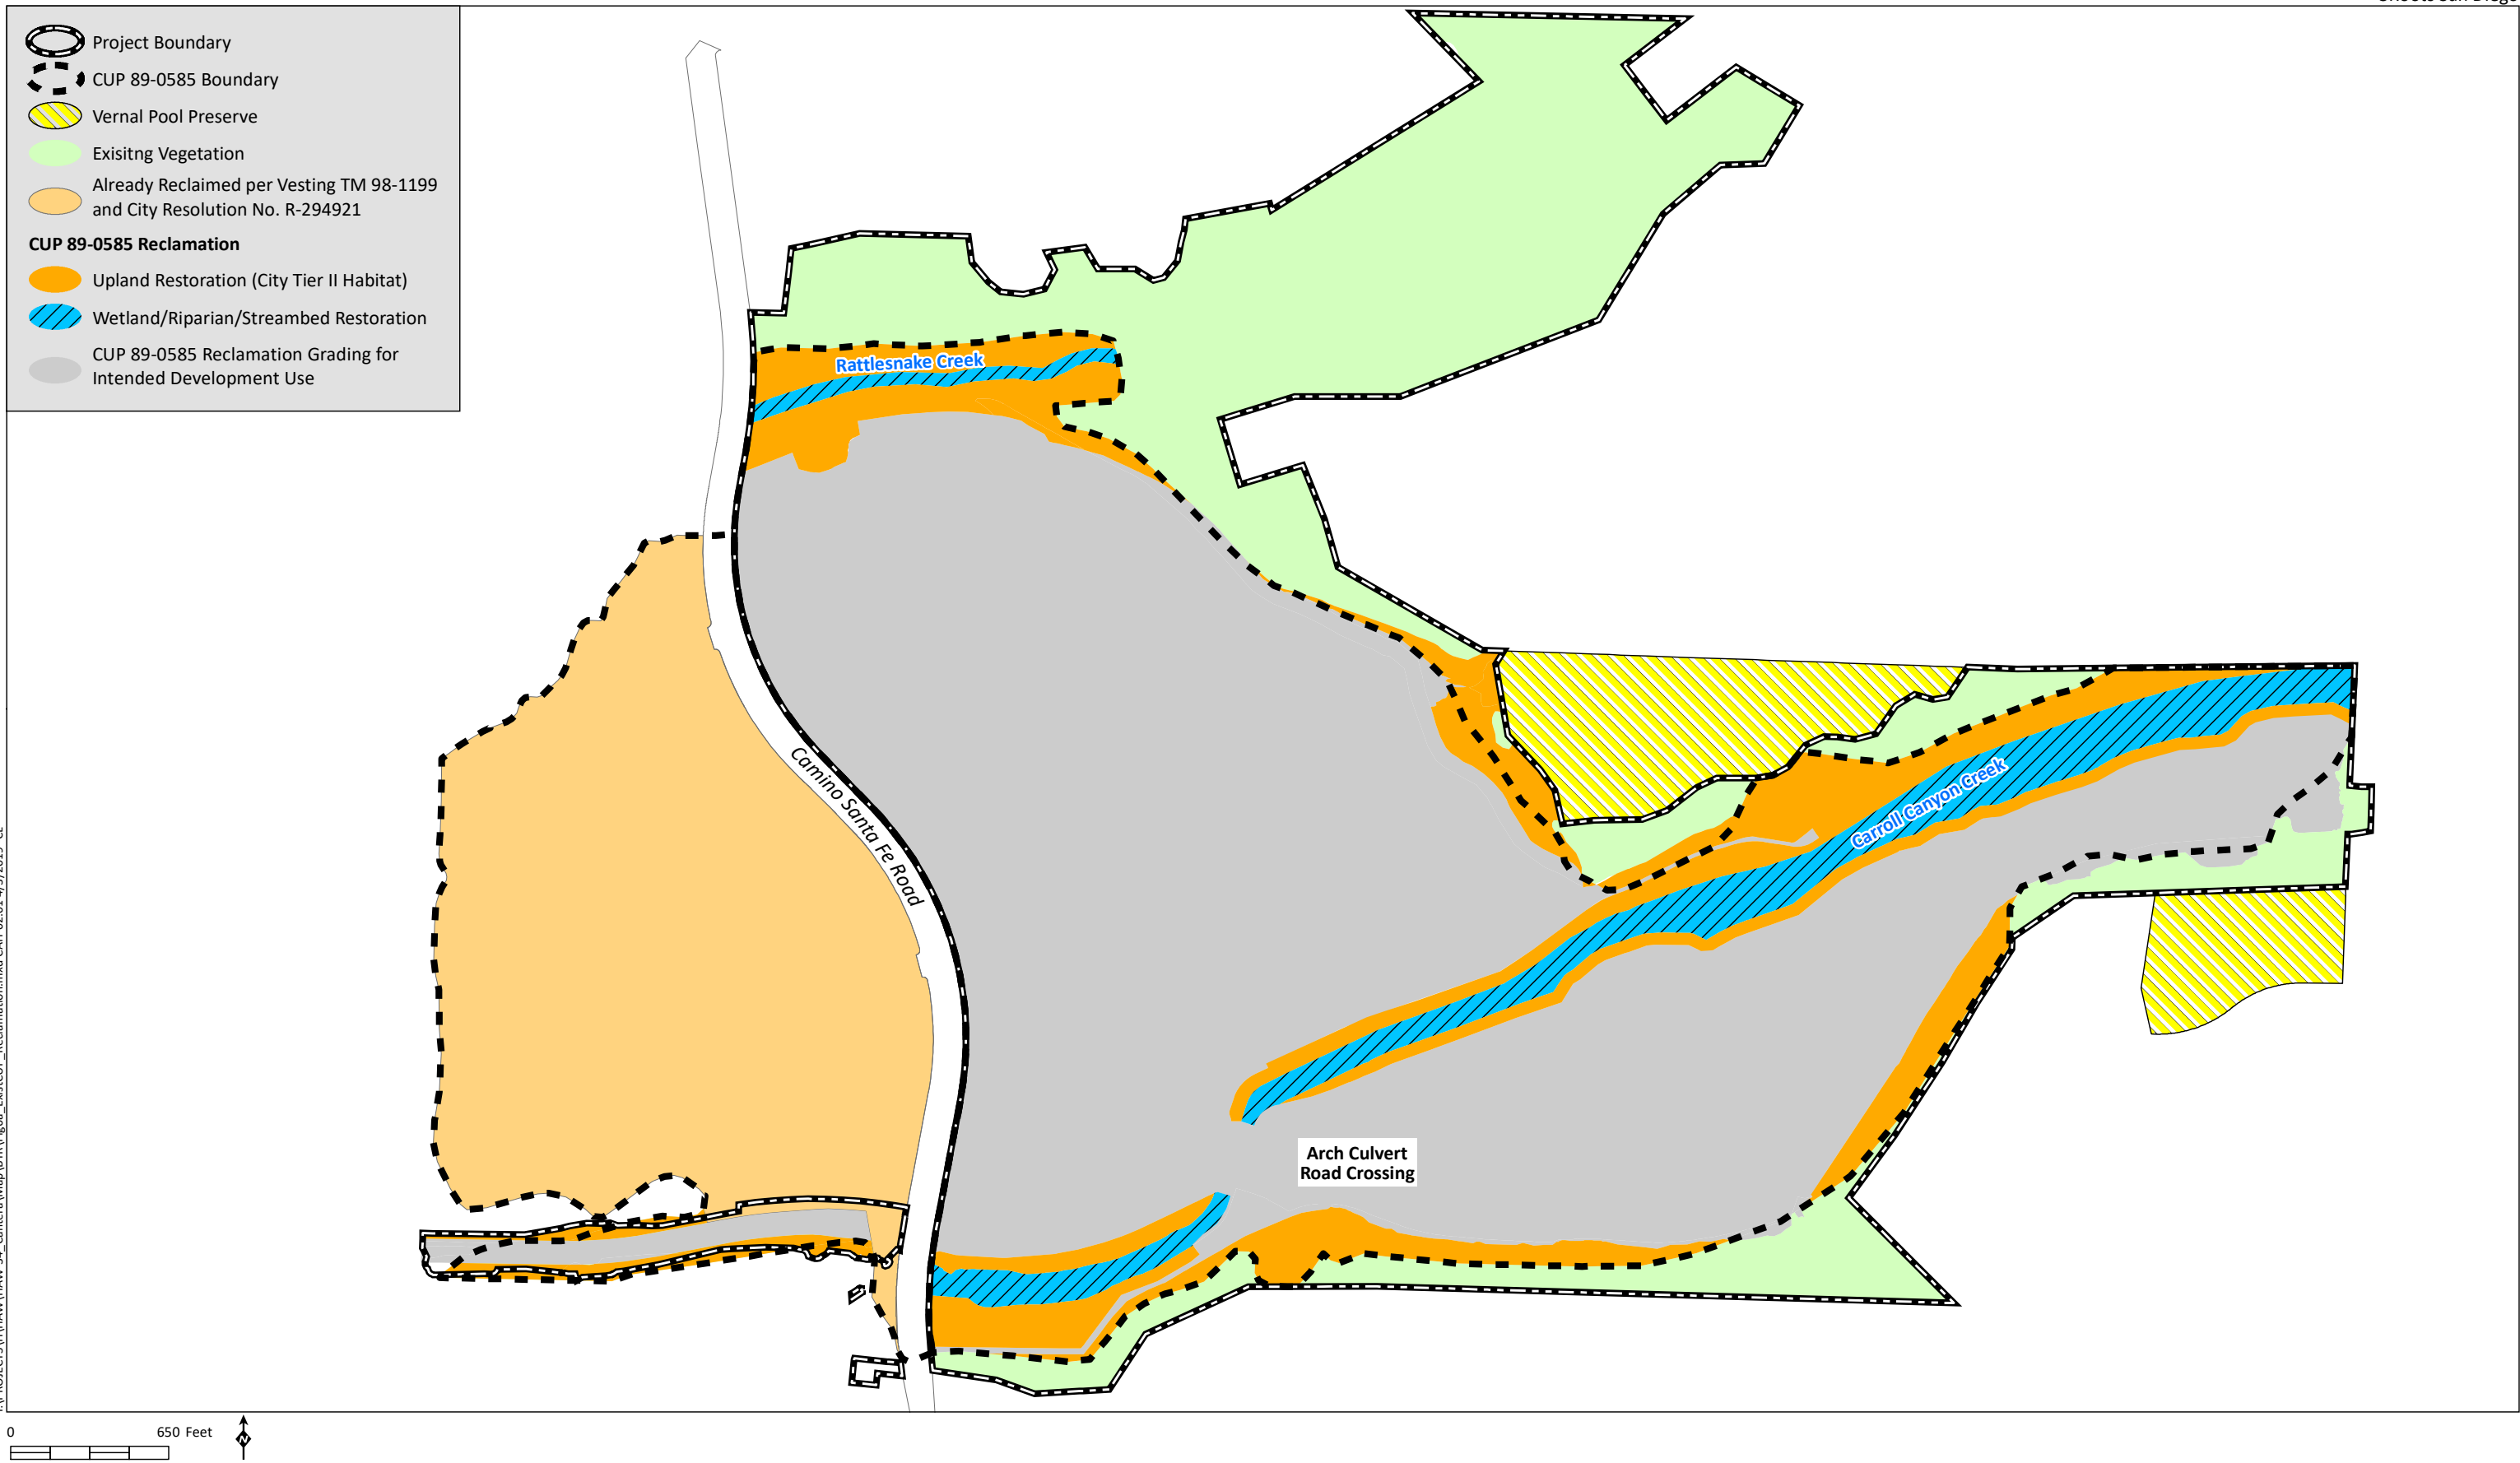 Project Boundary
CUP 89-0585 Boundary
Vernal Pool Preserve
Exisitng Vegetation
Already Reclaimed per Vesting TM 98-1199
and City Resolution No. R-294921
CUP 89-0585 Reclamation
Upland Restoration (City Tier II Habitat)
Wetland/Riparian/Streambed Restoration
CUP 89-0585 Reclamation Grading for
Intended Development Use
Rattlesnake Creek
Camino Santa Fe Road
Carroll Canyon Creek
Arch Culvert
Road Crossing
0 650 Feet
N